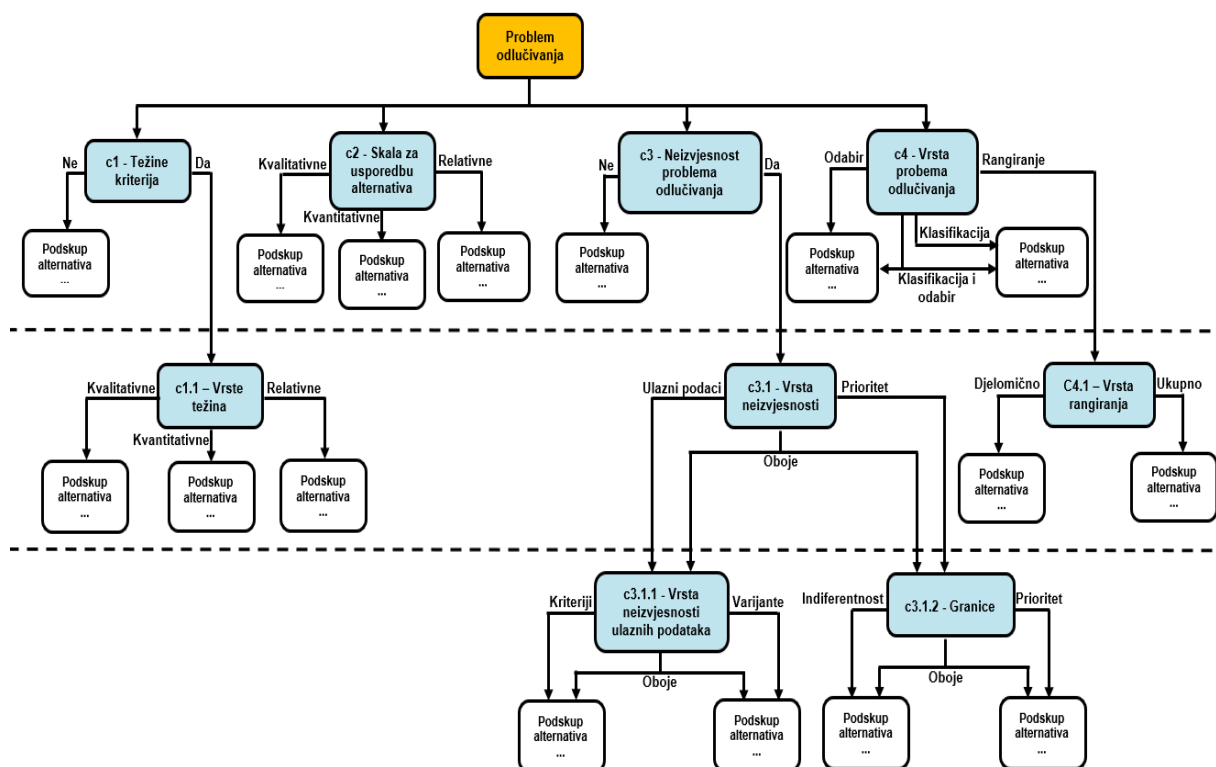 Problem
odlučivanja
Ne
c1 - Težine
kriterija
Da
Kvalitativne
c2 - Skala za
usporedbu
alternativa
Relativne
Kvantitativne
Ne
c3 - Neizvjesnost
problema
odlučivanja
Da
Odabir
c4 - Vrsta
probema
odlučivanja
Rangiranje
Klasifikacija
Klasifikacija i
odabir
Podskup
alternativa
...
Podskup
alternativa
...
Podskup
alternativa
...
Podskup
alternativa
...
Podskup
alternativa
...
Podskup
alternativa
...
Podskup
alternativa
...
Kvalitativne
c1.1 – Vrste
težina
Relativne
Kvantitativne
Ulazni podaci
c3.1 - Vrsta
neizvjesnosti
Prioritet
Oboje
Djelomično
C4.1 – Vrsta
rangiranja
Ukupno
Podskup
alternativa
...
Podskup
alternativa
...
Podskup
alternativa
...
Podskup
alternativa
...
Podskup
alternativa
...
Kriteriji
c3.1.1 - Vrsta
neizvjesnosti
ulaznih podataka
Varijante
Oboje
Indiferentnost
c3.1.2 - Granice
Prioritet
Oboje
Podskup
alternativa
...
Podskup
alternativa
...
Podskup
alternativa
...
Podskup
alternativa
...